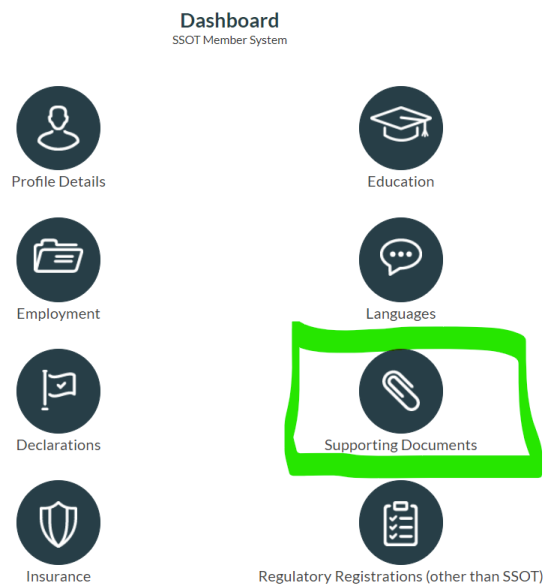 Dashboard
SSOT Member System
Profile Details
Education
Employment
Languages
Declarations
Supporting Documents
Insurance
Regulatory Registrations (other than SSOT)